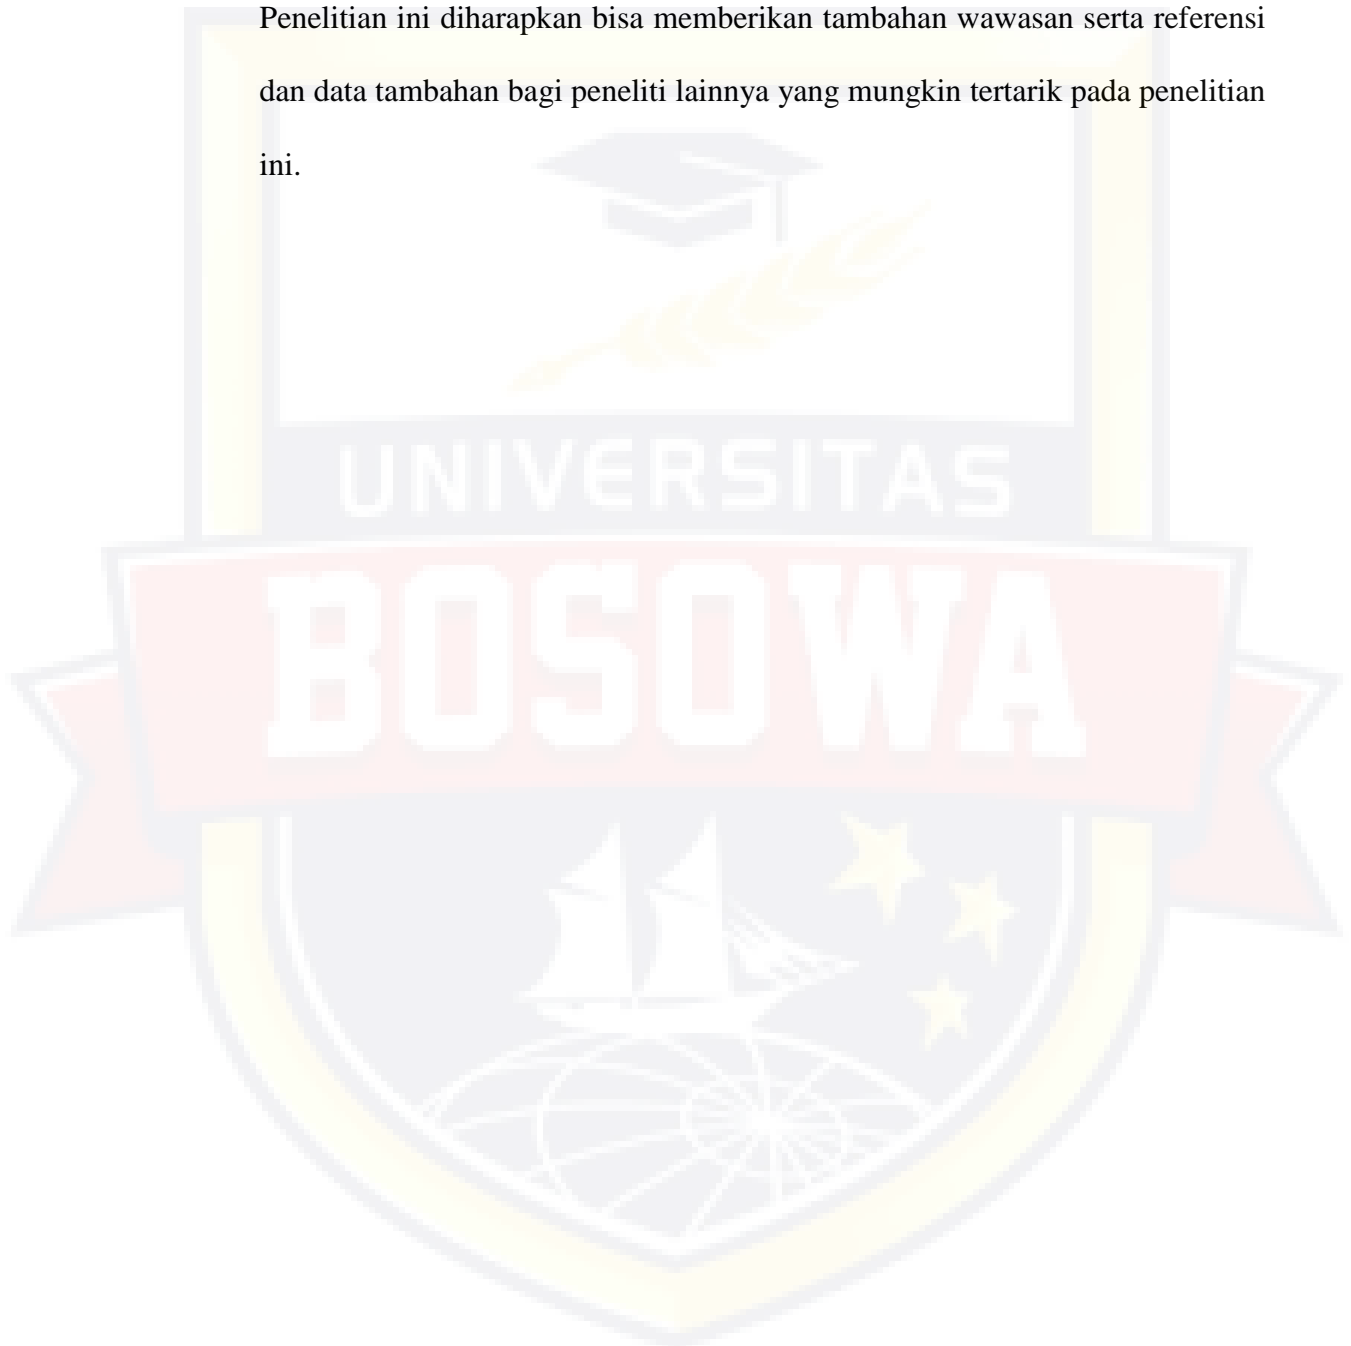 Penelitian ini diharapkan bisa memberikan tambahan wawasan serta referensi
dan data tambahan bagi peneliti lainnya yang mungkin tertarik pada penelitian
ini.
UNIVERSITAS
BOSOWA